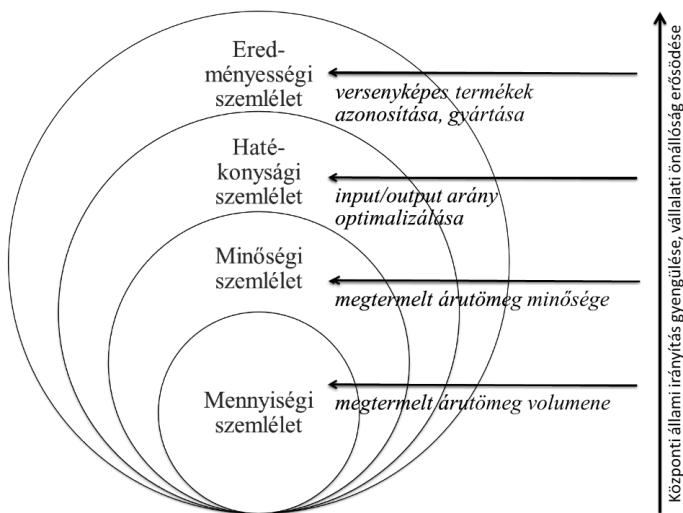 Ered-
ményességi
szemlélet
versenyképes termékek
azonosítása, gyártása
Haté-
konysági
szemlélet
input/output arány
optimalizálása
Minőségi
szemlélet
megtermelt árutömeg minősége
Mennyiségi
szemlélet
megtermelt árutömeg volumene
Központi állami irányítás gyengülése, vállalati önállóság erősödése